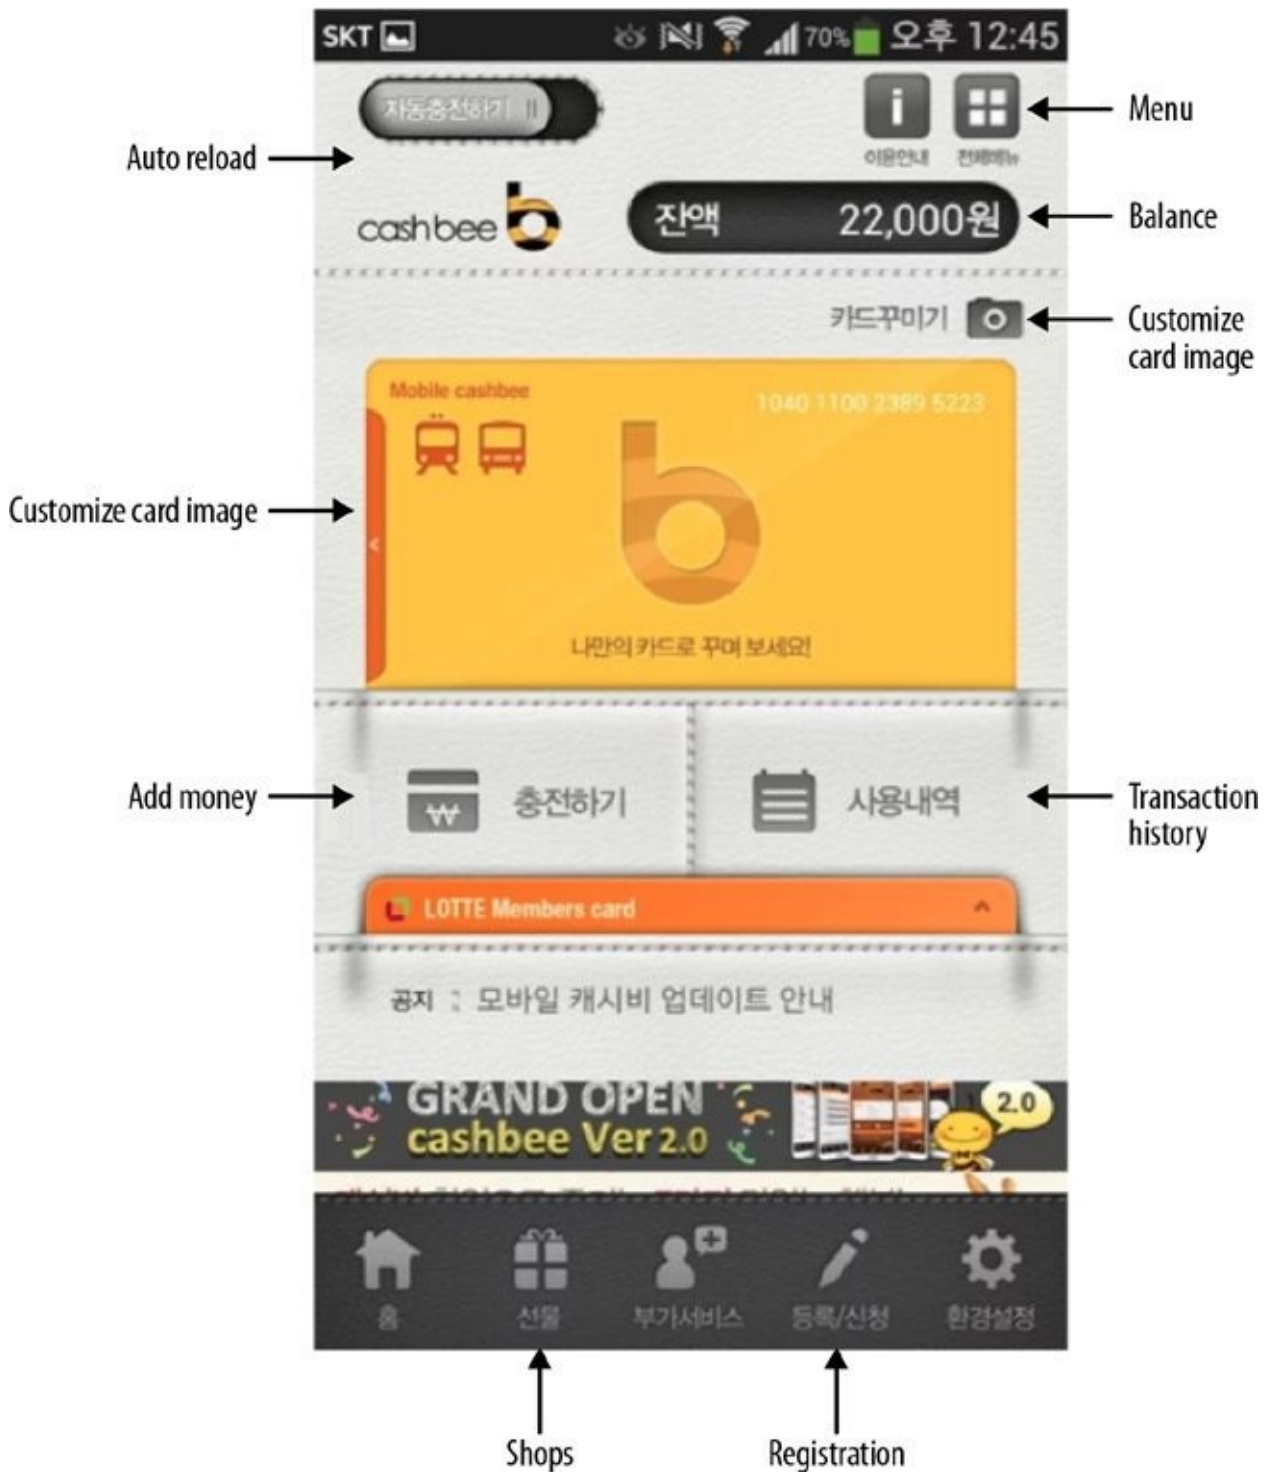 SKT 70% 오후 12:45
자동충전하기
이용안내 전체메뉴
Menu
Auto reload
cashbee
잔액 22,000원
Balance
카드꾸미기
Customize
card image
Mobile cashbee
1040 1100 2389 5223
Customize card image
나만의 카드로 꾸며 보세요!
Add money
충전하기
사용내역
Transaction
history
LOTTE Members card
공지 : 모바일 캐시비 업데이트 안내
GRAND OPEN
cashbee Ver 2.0
2.0
홈 선물 부가서비스 등록/신청 환경설정
Shops
Registration